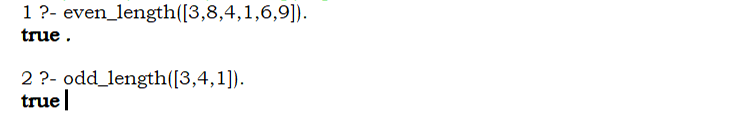 1 ?- even_length([3,8,4,1,6,9]).
true .
2 ?- odd_length([3,4,1]).
true